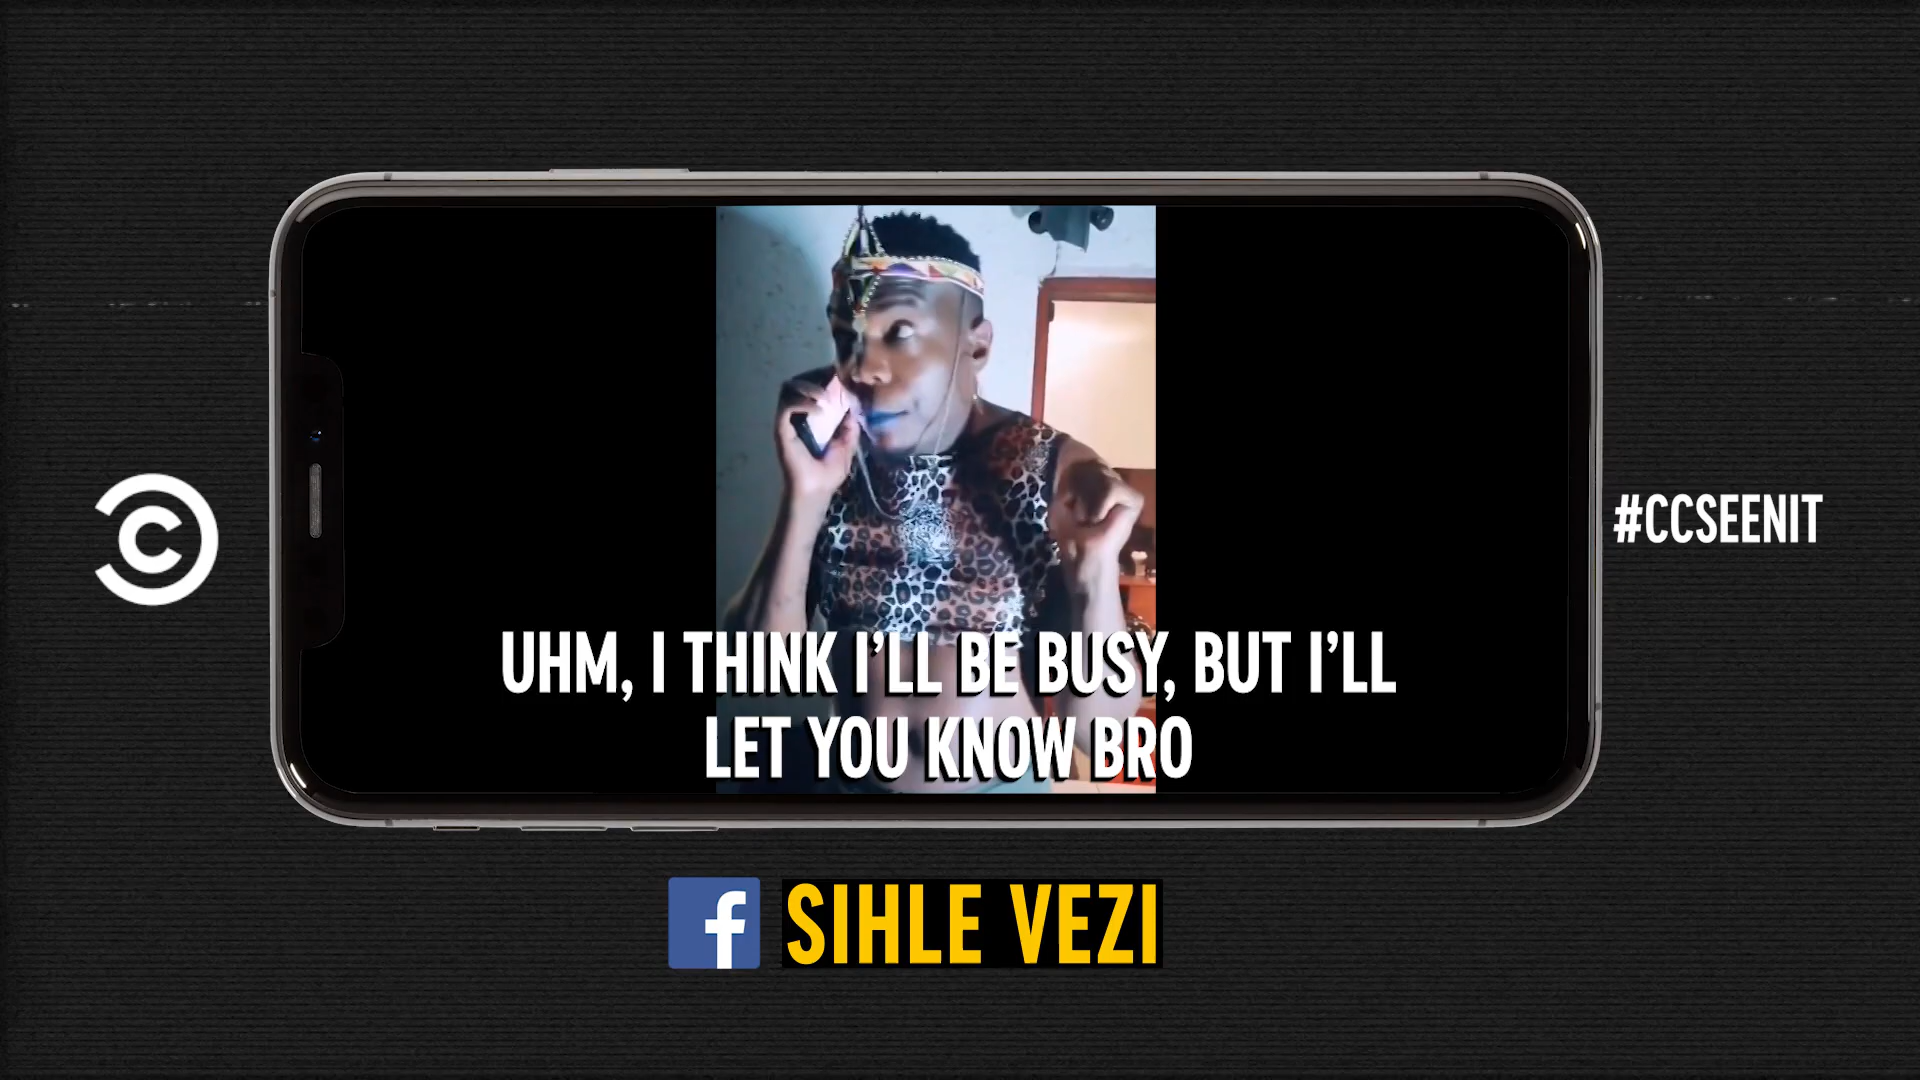 #CCSEENIT
UHM, I THINK I'LL BE BUSY, BUT I'LL
LET YOU KNOW BRO
SIHLE VEZI